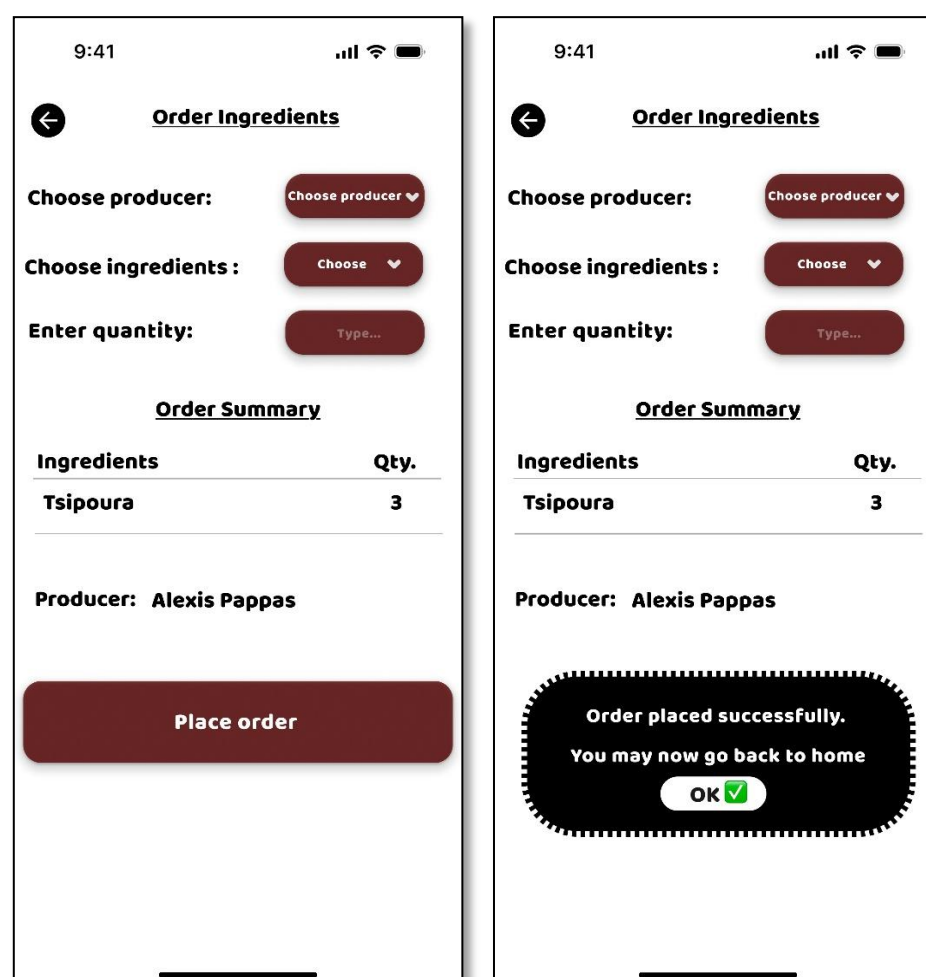 9:41
Order Ingredients
Choose producer: Choose producer
Choose ingredients : Choose
Enter quantity: Type...
Order Summary
Ingredients Qty.
Tsipoura 3
Producer: Alexis Pappas
Place order
9:41
Order Ingredients
Choose producer: Choose producer
Choose ingredients : Choose
Enter quantity: Type...
Order Summary
Ingredients Qty.
Tsipoura 3
Producer: Alexis Pappas
Order placed successfully.
You may now go back to home
OK ✅